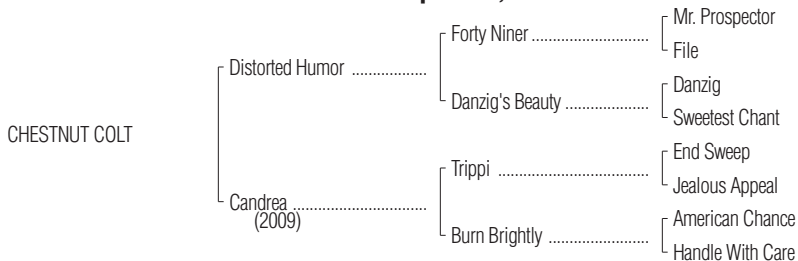 Mr. Prospector
Forty Niner ............................
File
Distorted Humor ..................
Danzig
Danzig's Beauty ....................
Sweetest Chant
CHESTNUT COLT
End Sweep
Trippi ....................................
Jealous Appeal
Candrea ................................
(2009)
American Chance
Burn Brightly ........................
Handle With Care